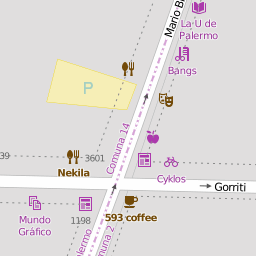 Mario B
La U de
Palermo
Bangs
P
Comuna 14
39
3601
Nekila
Cyklos
Gorriti
Mundo
Gráfico
1198
593 coffee
Comuna 2